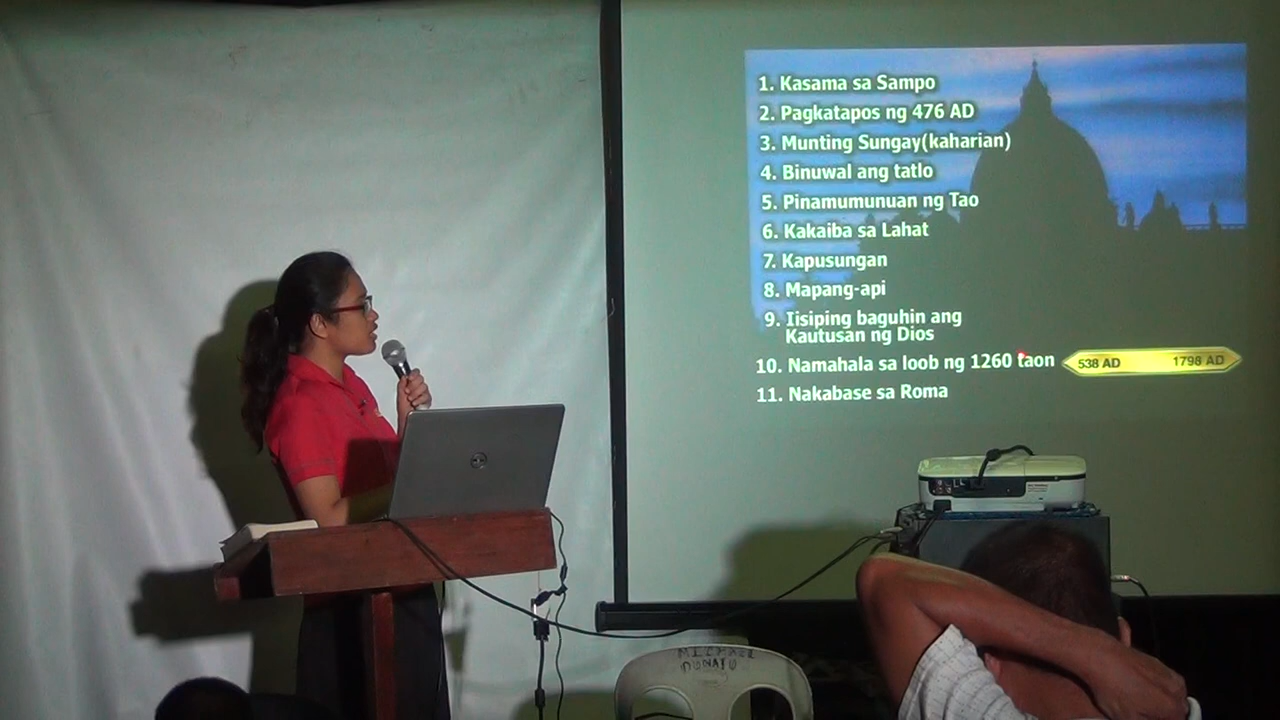 1. Kasama sa Sampo
2. Pagkatapos ng 476 AD
3. Munting Sungay(kaharian)
4. Binuwal ang tatlo
5. Pinamumunuan ng Tao
6. Kakaiba sa Lahat
7. Kapusungan
8. Mapang-api
9. Iisiping baguhin ang
Kautusan ng Dios
10. Namahala sa loob ng 1260 taon
538 AD 1798 AD
11. Nakabase sa Roma
MICHAEL
DONATO